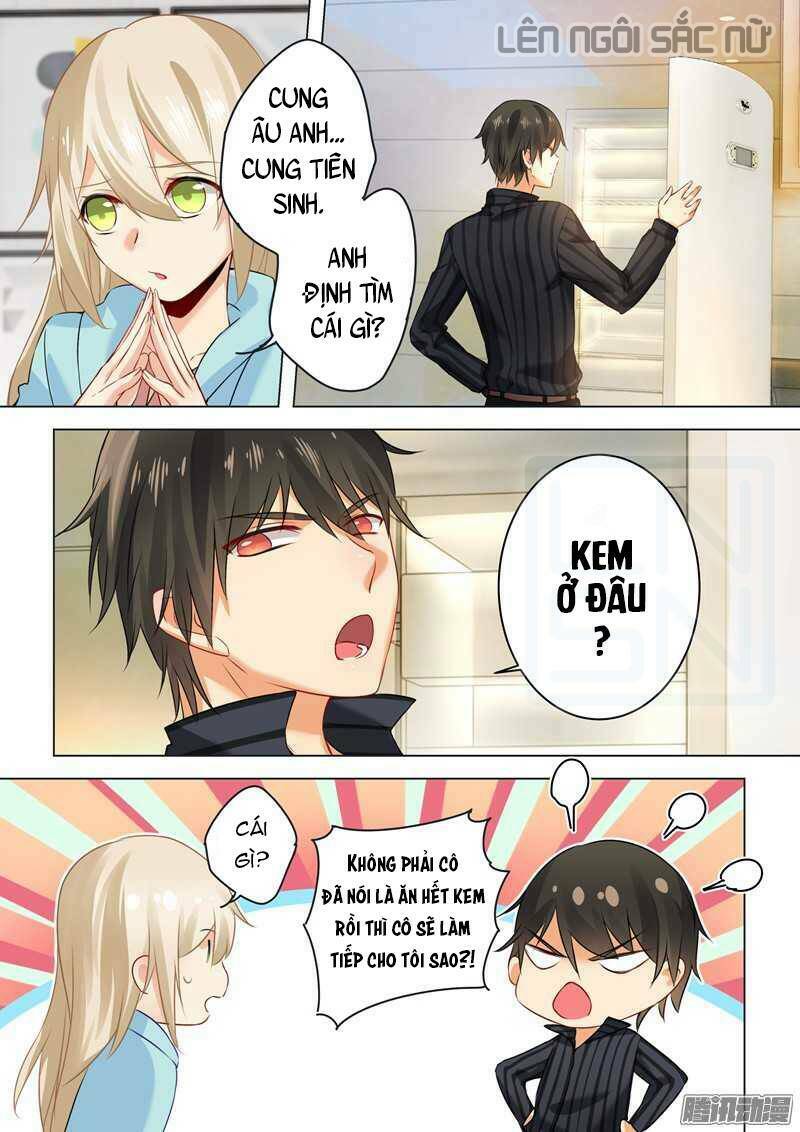 LÊN NGÔI SẮC NỮ
CUNG
ÂU ANH...
CUNG TIÊN
SINH.
ANH
ĐỊNH TÌM
CÁI GÌ?
KEM
Ở ĐÂU
?
CÁI
GÌ?
KHÔNG PHẢI CÔ
ĐÃ NÓI LÀ ĂN HẾT KEM
RỒI THÌ CÔ SẼ LÀM
TIẾP CHO TÔI SAO?!
腾讯动漫